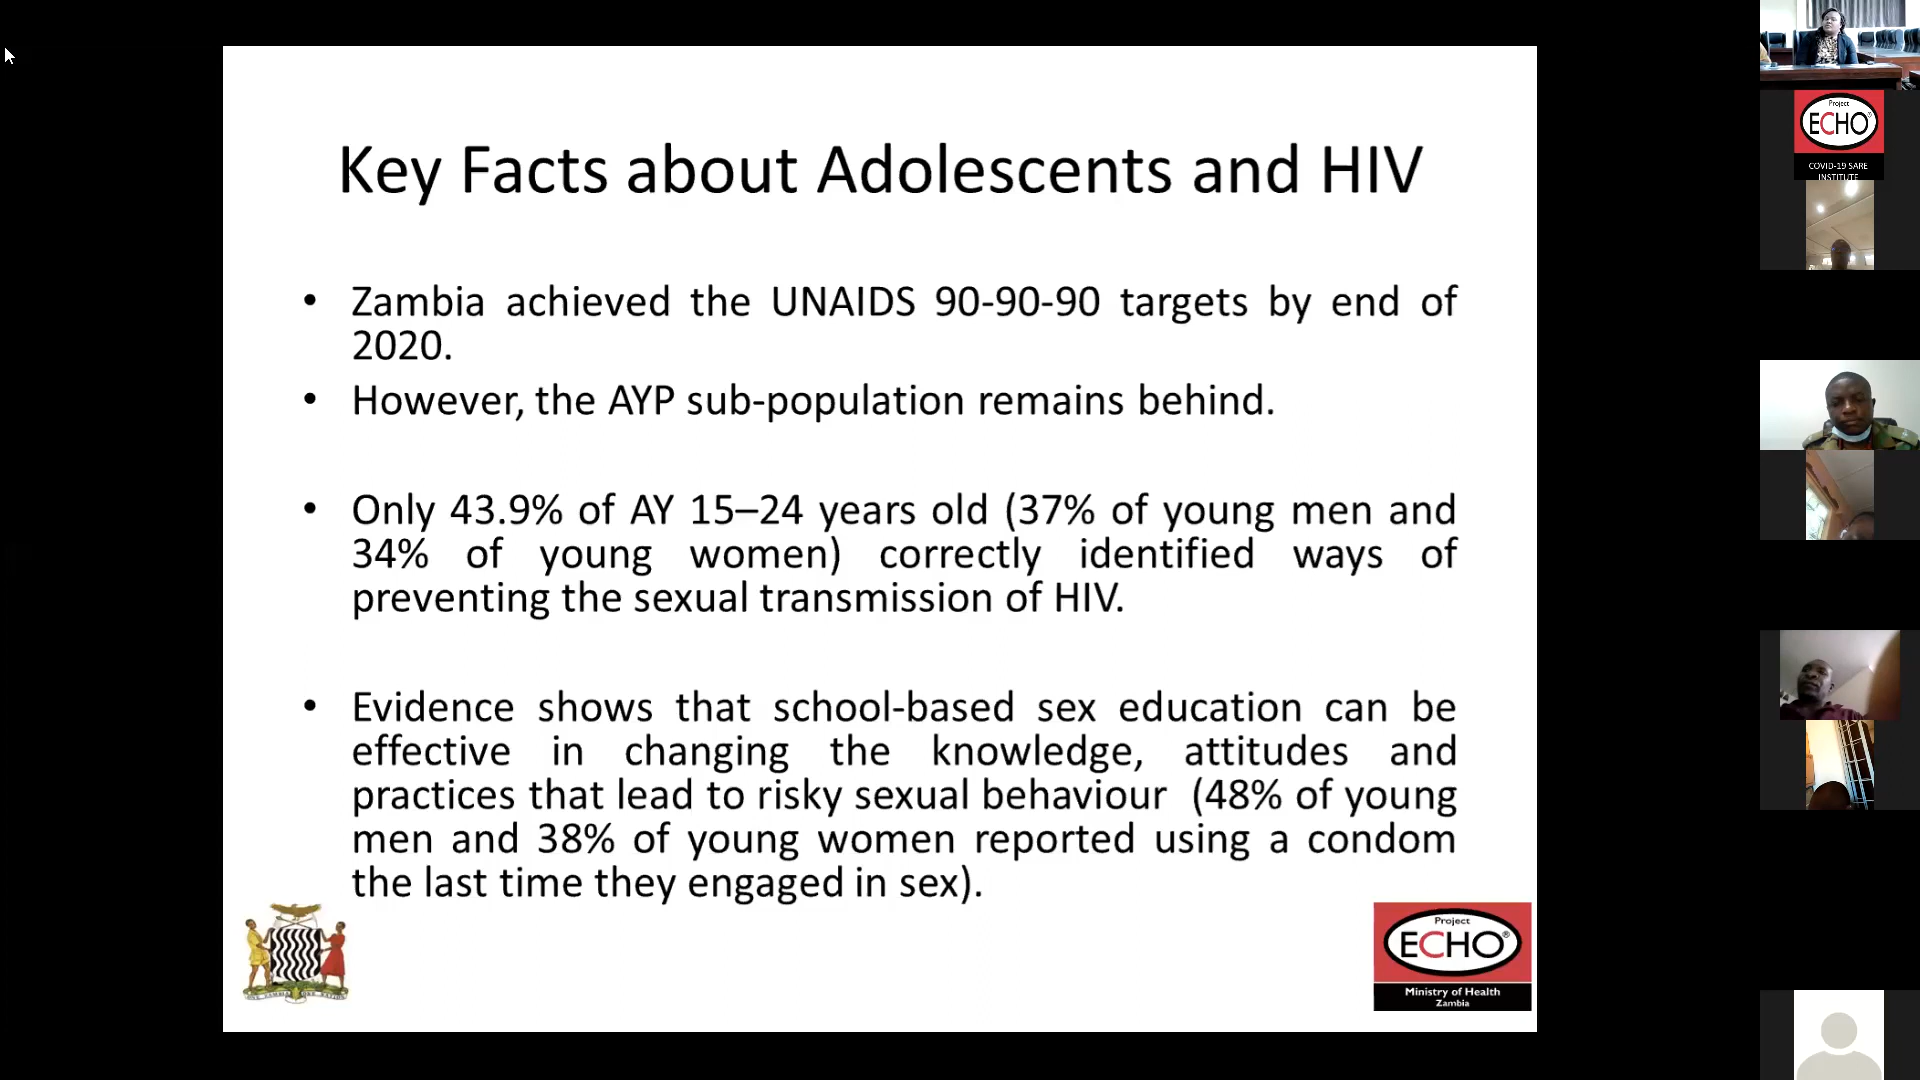 Key Facts about Adolescents and HIV
• Zambia achieved the UNAIDS 90-90-90 targets by end of
2020.
• However, the AYP sub-population remains behind.
• Only 43.9% of AY 15–24 years old (37% of young men and
34% of young women) correctly identified ways of
preventing the sexual transmission of HIV.
• Evidence shows that school-based sex education can be
effective in changing the knowledge, attitudes and
practices that lead to risky sexual behaviour (48% of young
men and 38% of young women reported using a condom
the last time they engaged in sex).
ONE ZAMBIA ONE NATION
Project
ECHO®
Ministry of Health
Zambia
Project
ECHO®
COVID-19 SARE
INSTITUTE